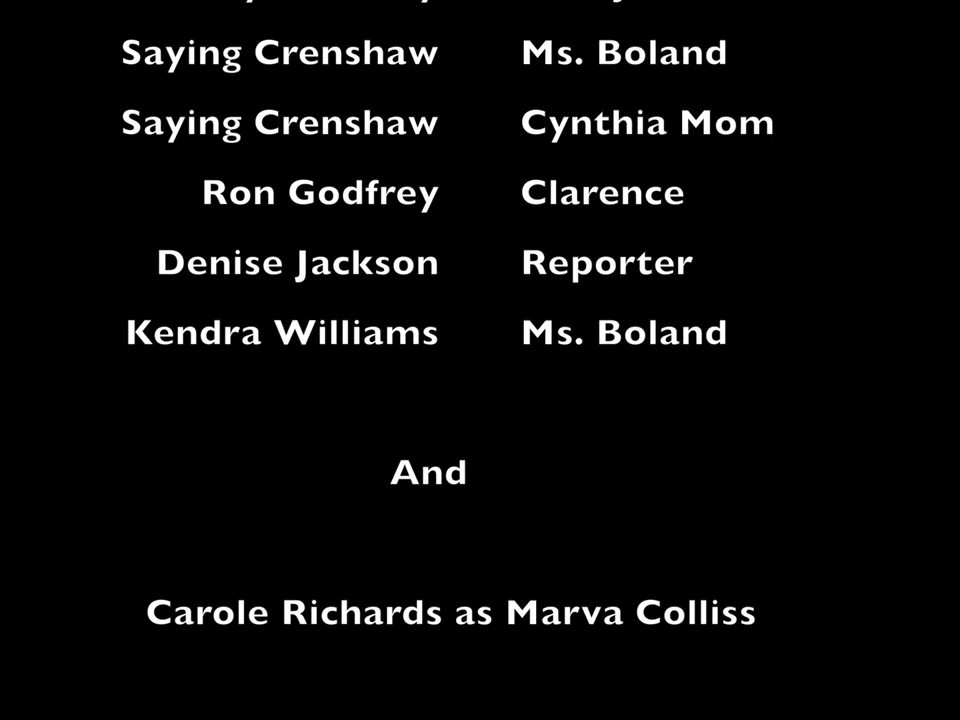 Saying Crenshaw Ms. Boland
Saying Crenshaw Cynthia Mom
Ron Godfrey Clarence
Denise Jackson Reporter
Kendra Williams Ms. Boland
And
Carole Richards as Marva Colliss